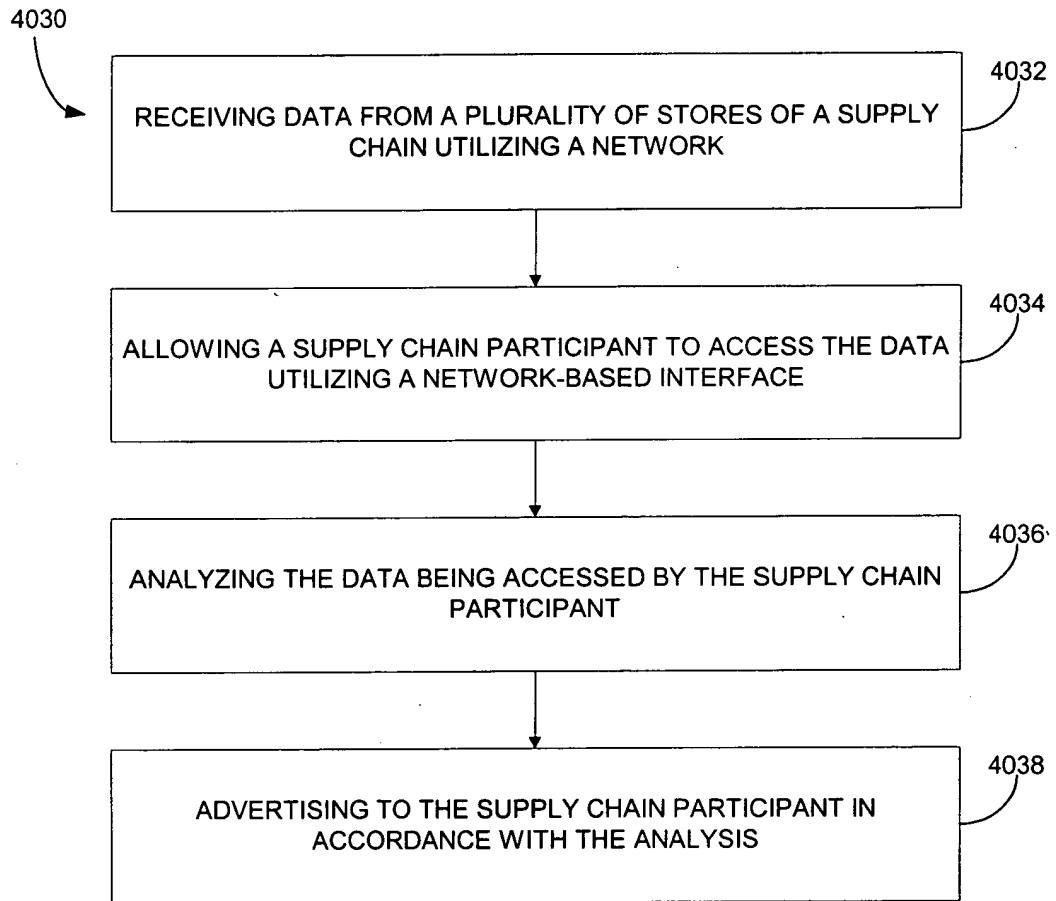 4030
4032
RECEIVING DATA FROM A PLURALITY OF STORES OF A SUPPLY
CHAIN UTILIZING A NETWORK
4034
ALLOWING A SUPPLY CHAIN PARTICIPANT TO ACCESS THE DATA
UTILIZING A NETWORK-BASED INTERFACE
4036
ANALYZING THE DATA BEING ACCESSED BY THE SUPPLY CHAIN
PARTICIPANT
4038
ADVERTISING TO THE SUPPLY CHAIN PARTICIPANT IN
ACCORDANCE WITH THE ANALYSIS